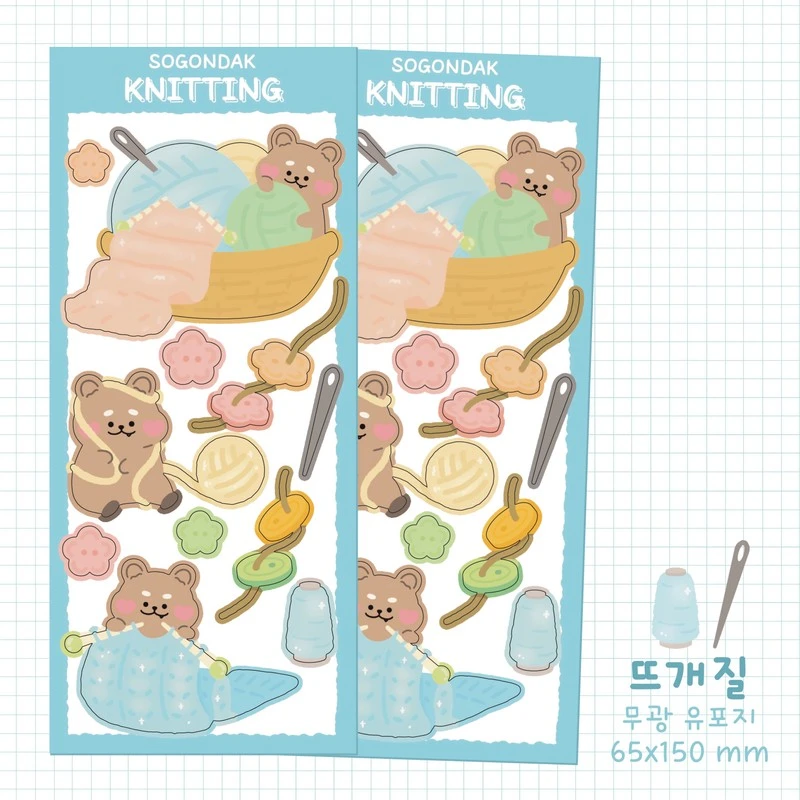 SOGONDAK
KNITTING
SOGONDAK
KNITTING
뜨개질
무광 유포지
65x150 mm